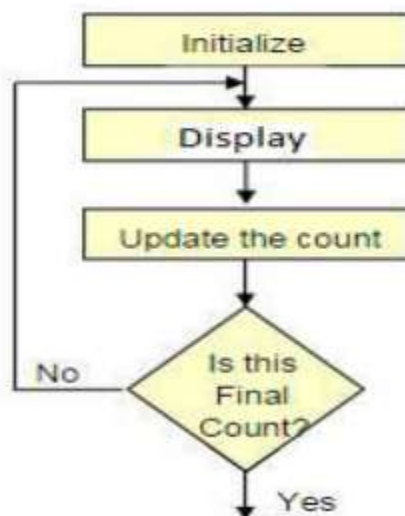 Initialize
Display
Update the count
Is this
Final
Count?
No
Yes